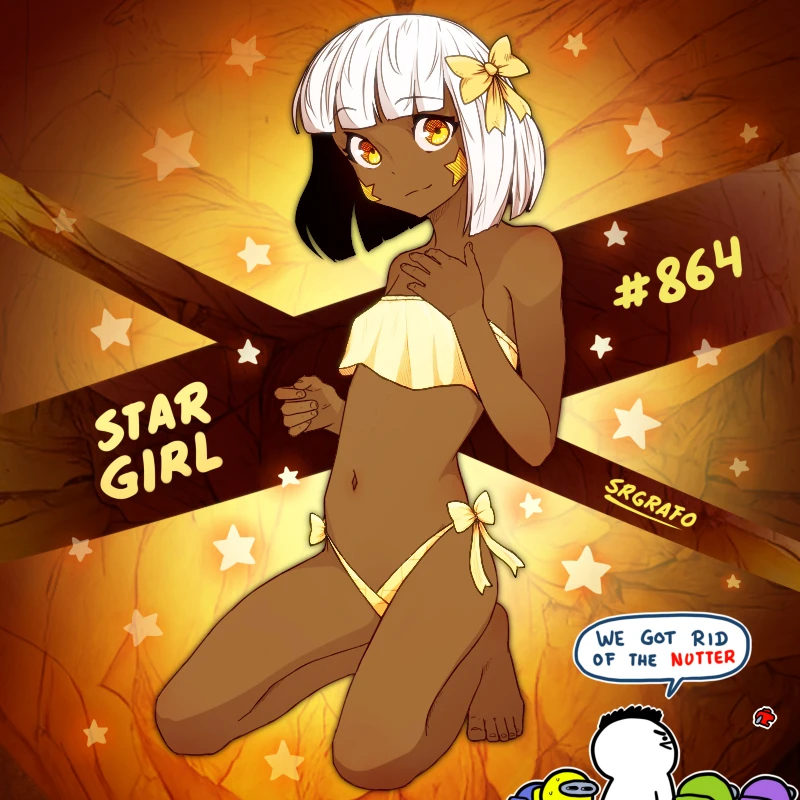 #864
STAR
GIRL
SRGRAFO
WE GOT RID
OF THE NUTTER